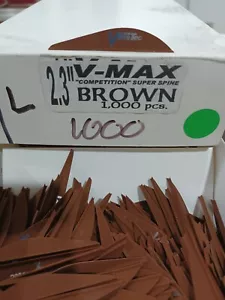 L
2.3" V-MAX
"COMPETITION" SUPER SPINE
BROWN
1,000 pcs.
1000